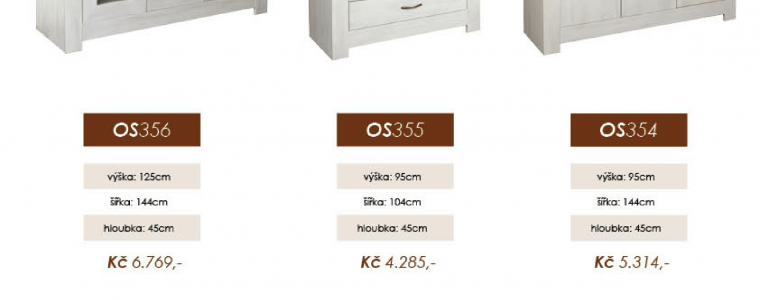 OS356
výška: 125cm
šířka: 144cm
hloubka: 45cm
Kč 6.769,-
OS355
výška: 95cm
šířka: 104cm
hloubka: 45cm
Kč 4.285,-
OS354
výška: 95cm
šířka: 144cm
hloubka: 45cm
Kč 5.314,-